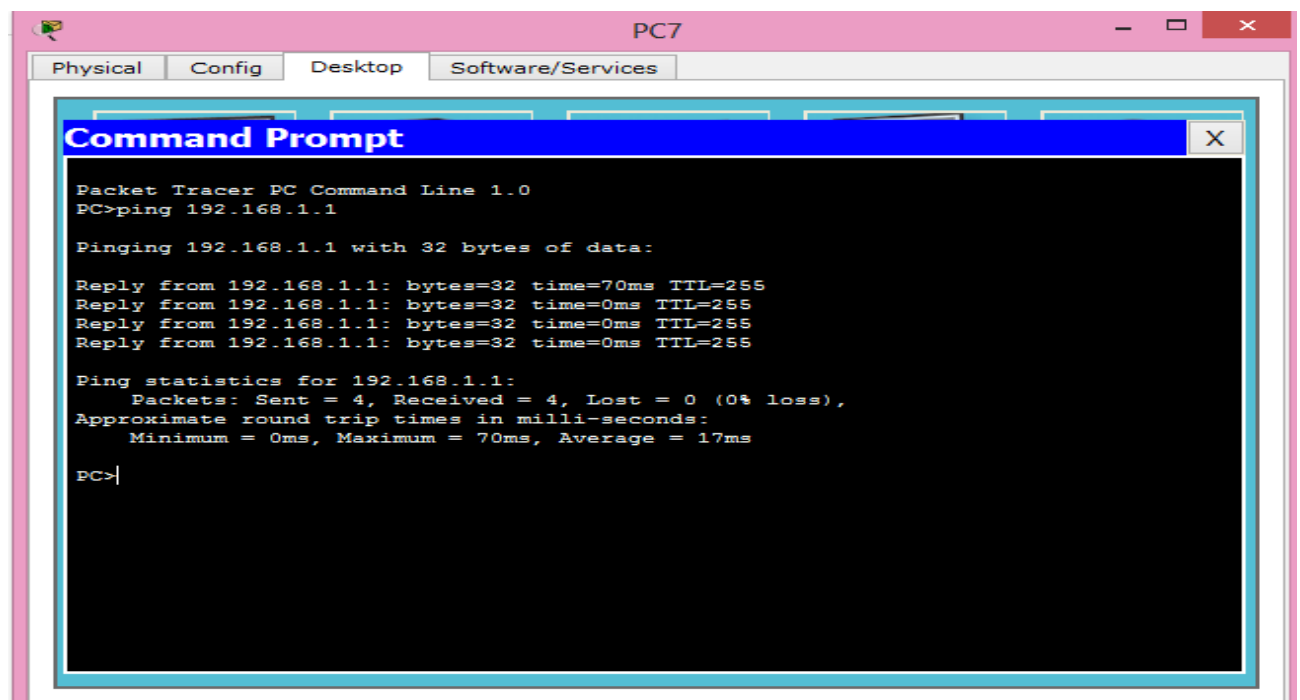 PC7
Physical Config Desktop Software/Services
Command Prompt X
Packet Tracer PC Command Line 1.0
PC>ping 192.168.1.1
Pinging 192.168.1.1 with 32 bytes of data:
Reply from 192.168.1.1: bytes=32 time=70ms TTL=255
Reply from 192.168.1.1: bytes=32 time=0ms TTL=255
Reply from 192.168.1.1: bytes=32 time=0ms TTL=255
Reply from 192.168.1.1: bytes=32 time=0ms TTL=255
Ping statistics for 192.168.1.1:
Packets: Sent = 4, Received = 4, Lost = 0 (0% loss),
Approximate round trip times in milli-seconds:
Minimum = 0ms, Maximum = 70ms, Average = 17ms
PC>